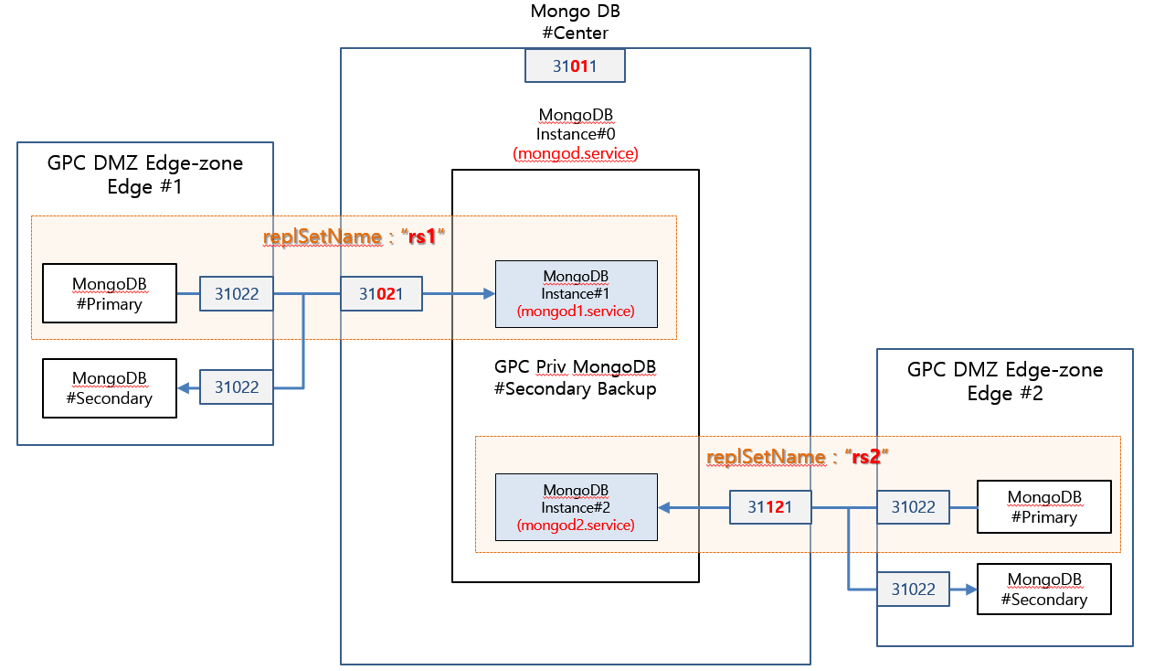 Mongo DB
#Center
31011
MongoDB
Instance#0
(mongod.service)
GPC DMZ Edge-zone
Edge #1
replSetName : “rs1”
MongoDB
#Primary
31022
31021
MongoDB
Instance#1
(mongod1.service)
MongoDB
#Secondary
31022
GPC Priv MongoDB
#Secondary Backup
GPC DMZ Edge-zone
Edge #2
replSetName : “rs2”
MongoDB
Instance#2
(mongod2.service)
31121
31022
MongoDB
#Primary
31022
MongoDB
#Secondary